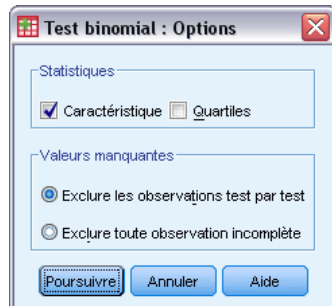 Test binomial : Options
Statistiques
Caractéristique Quartiles
Valeurs manquantes
Exclure les observations test par test
Exclure toute observation incomplète
Poursuivre Annuler Aide